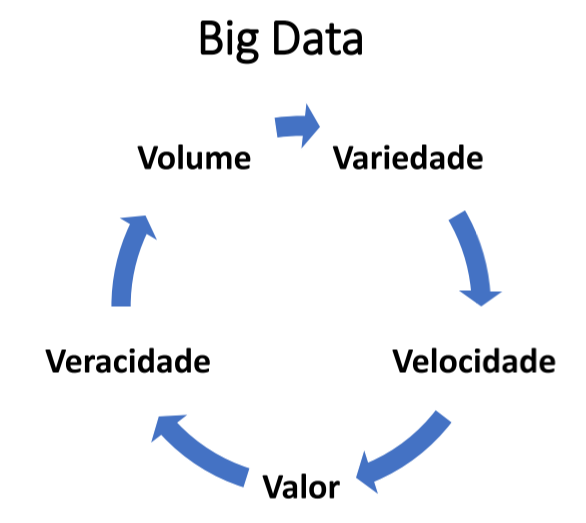 Big Data
Volume
Variedade
Veracidade
Velocidade
Valor